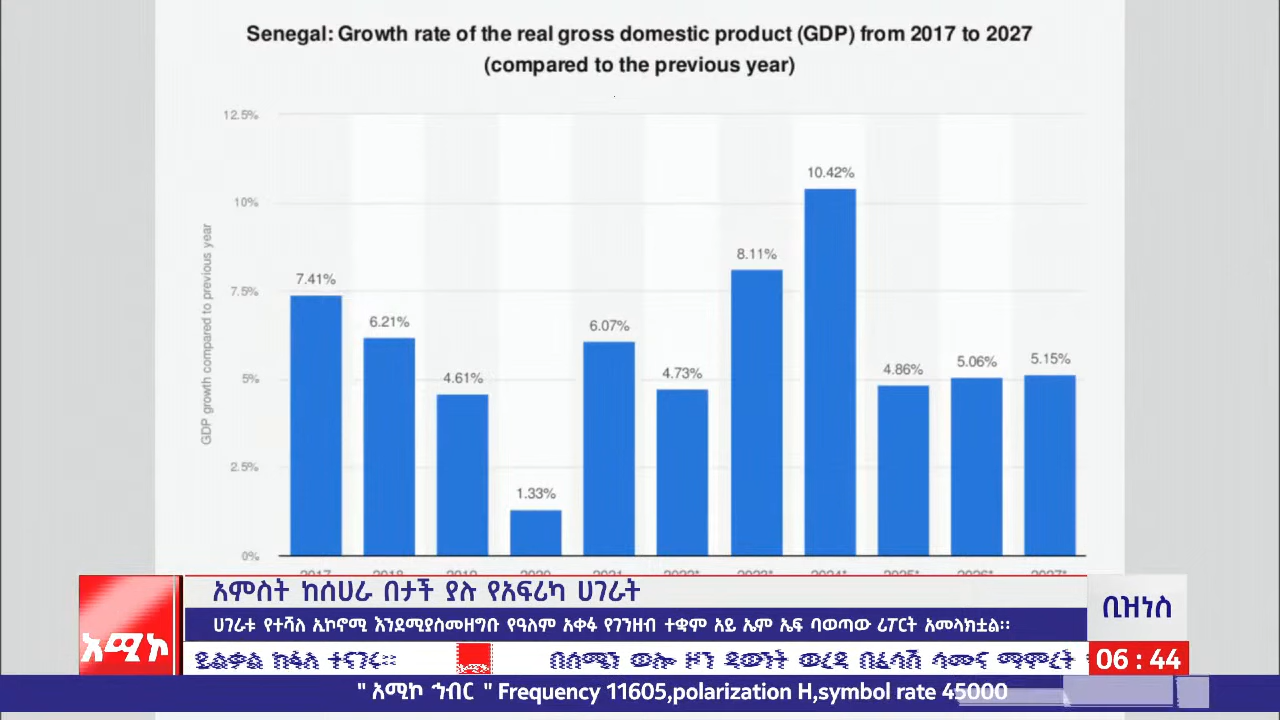 Senegal: Growth rate of the real gross domestic product (GDP) from 2017 to 2027
(compared to the previous year)
GDP growth compared to previous year
12.5%
10%
7.5%
5%
2.5%
0%
7.41%
6.21%
4.61%
1.33%
6.07%
4.73%
8.11%
10.42%
4.86%
5.06%
5.15%
አምስት ከሰሀራ በታች ያሉ የአፍሪካ ሀገራት
ቢዝነስ
ሀገራቱ የተሻለ ኢኮኖሚ እንደሚያስመዘግቡ የዓለም አቀፉ የገንዘብ ተቋም አይ ኤም ኤፍ ባወጣው ሪፖርት አመላክቷል።
አሚኮ
ይልቃል ከፋለ ተናገሩ።
06 : 44
" አሚኮ ኅብር " Frequency 11605,polarization H,symbol rate 45000